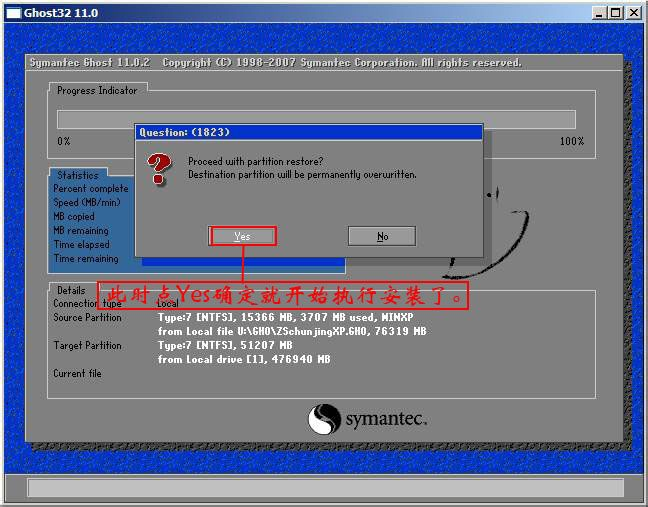 Ghost32 11.0
Symantec Ghost 11.0.2 Copyright (C) 1998-2007 Symantec Corporation. All rights reserved.
Progress Indicator
0%
100%
Question: (1823)
Proceed with partition restore?
Destination partition will be permanently overwritten.
Yes
No
Statistics
Percent complete
Speed (MB/min)
MB copied
MB remaining
Time elapsed
Time remaining
此时点Yes确定就开始执行安装了。
Details
Connection type Local
Source Partition Type:7 [NTFS], 15366 MB, 3707 MB used, WINXP
from Local file U:\GHO\ZSchunjingXP.GHO, 76319 MB
Target Partition Type:7 [NTFS], 51207 MB
from Local drive [1], 476940 MB
Current file
symantec.